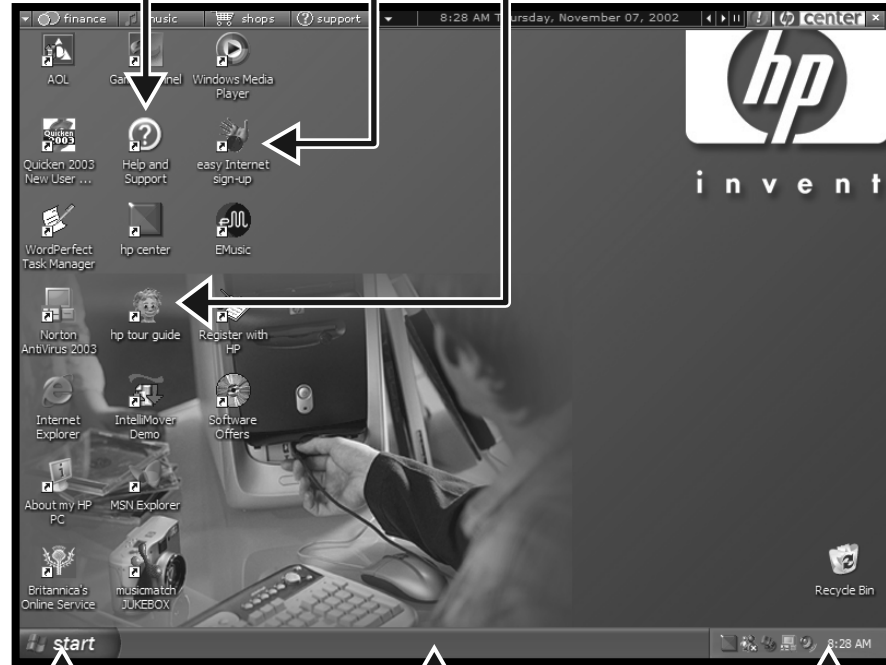 finance music shops support 8:28 AM Thursday, November 07, 2002 hp center
hp
invent
AOL
Windows Media
Player
Quicken
2003
Quicken 2003
New User ...
Help and
Support
easy Internet
sign-up
WordPerfect
Task Manager
hp center
EMusic
Norton
AntiVirus 2003
hp tour guide
Register with
HP
Internet
Explorer
IntelliMover
Demo
Software
Offers
About my HP
PC
MSN Explorer
Britannica's
Online Service
musicmatch
JUKEBOX
Recycle Bin
start 8:28 AM